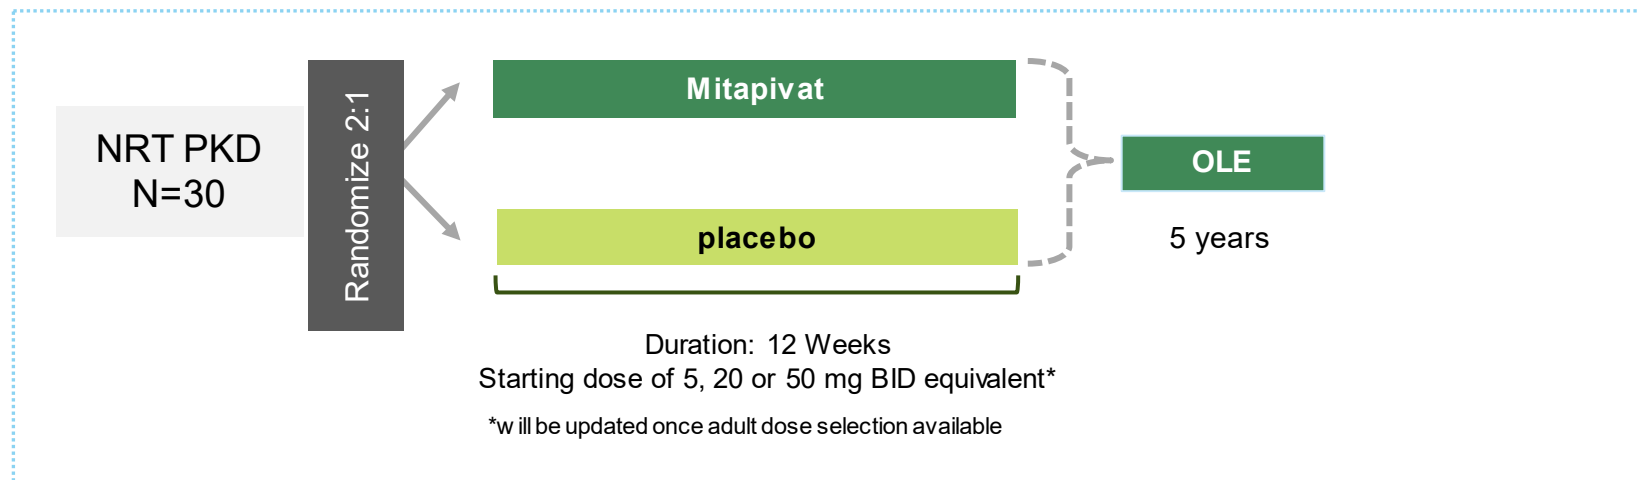 NRT PKD
N=30
Randomize 2:1
Mitapivat
placebo
Duration: 12 Weeks
Starting dose of 5, 20 or 50 mg BID equivalent*
*will be updated once adult dose selection available
OLE
5 years